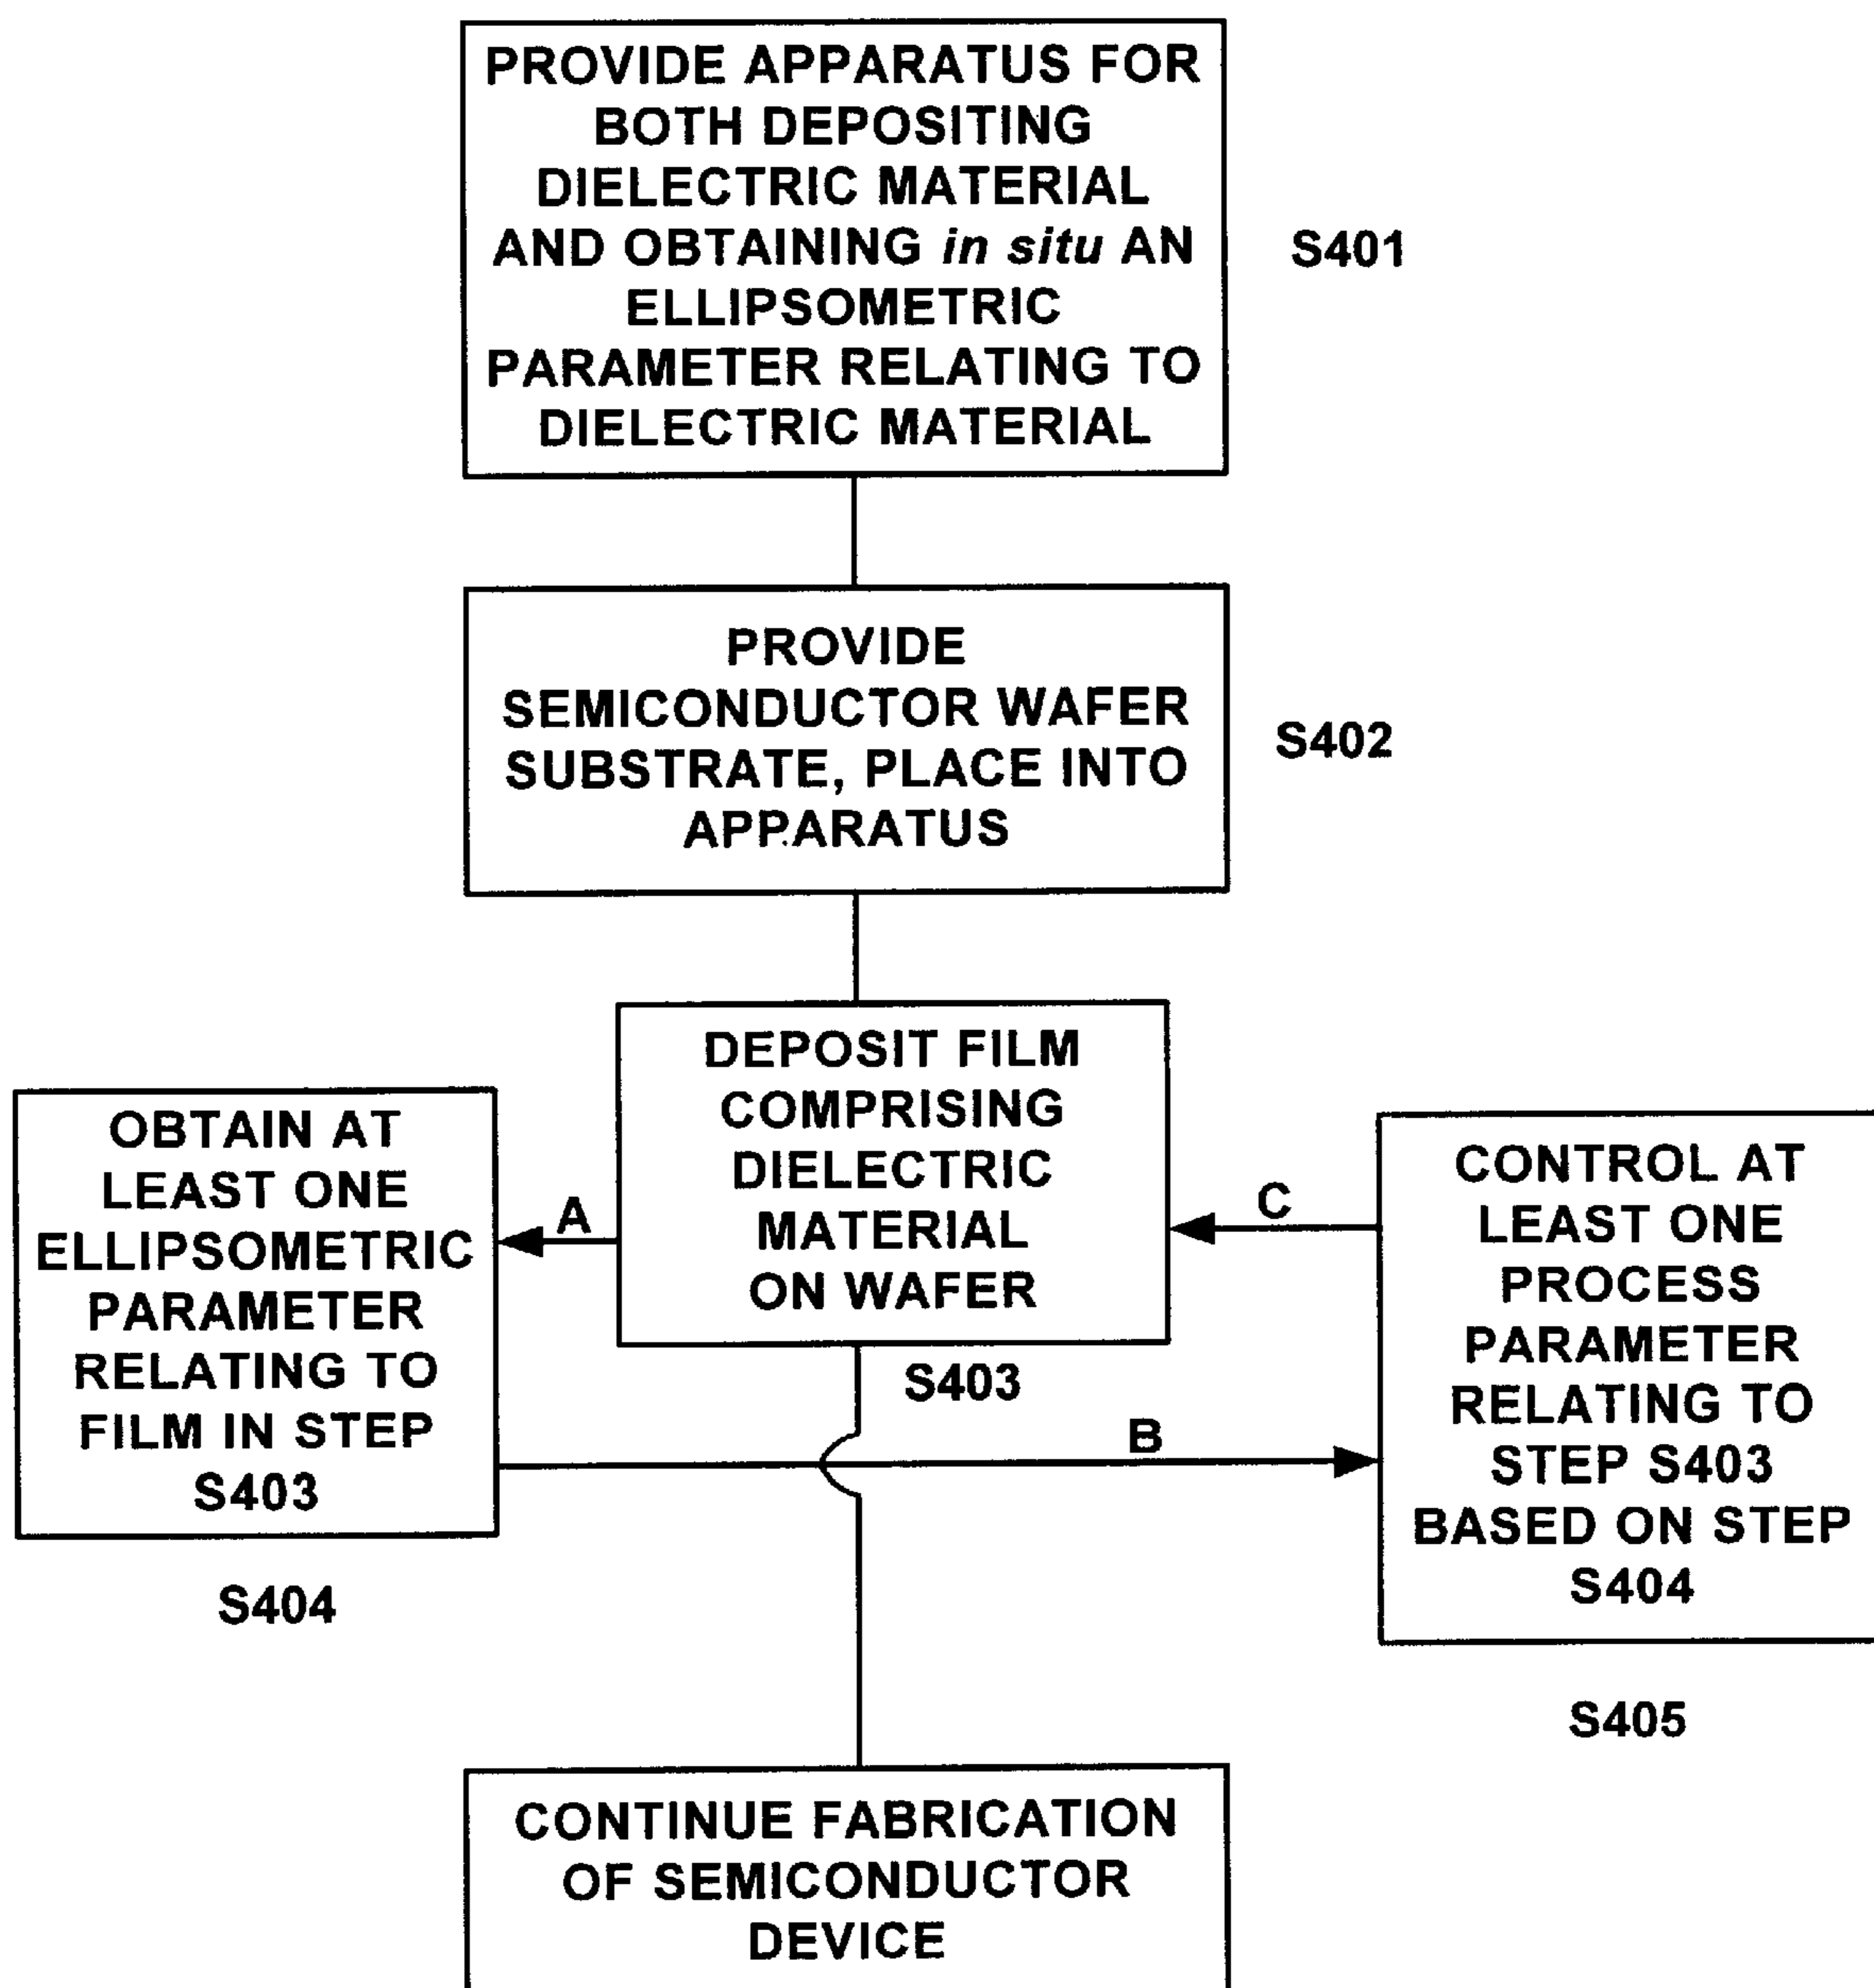 PROVIDE APPARATUS FOR
BOTH DEPOSITING
DIELECTRIC MATERIAL
AND OBTAINING in situ AN
ELLIPSOMETRIC
PARAMETER RELATING TO
DIELECTRIC MATERIAL
S401
PROVIDE
SEMICONDUCTOR WAFER
SUBSTRATE, PLACE INTO
APPARATUS
S402
DEPOSIT FILM
COMPRISING
DIELECTRIC
MATERIAL
ON WAFER
S403
A
OBTAIN AT
LEAST ONE
ELLIPSOMETRIC
PARAMETER
RELATING TO
FILM IN STEP
S403
S404
B
C
CONTROL AT
LEAST ONE
PROCESS
PARAMETER
RELATING TO
STEP S403
BASED ON STEP
S404
S405
CONTINUE FABRICATION
OF SEMICONDUCTOR
DEVICE